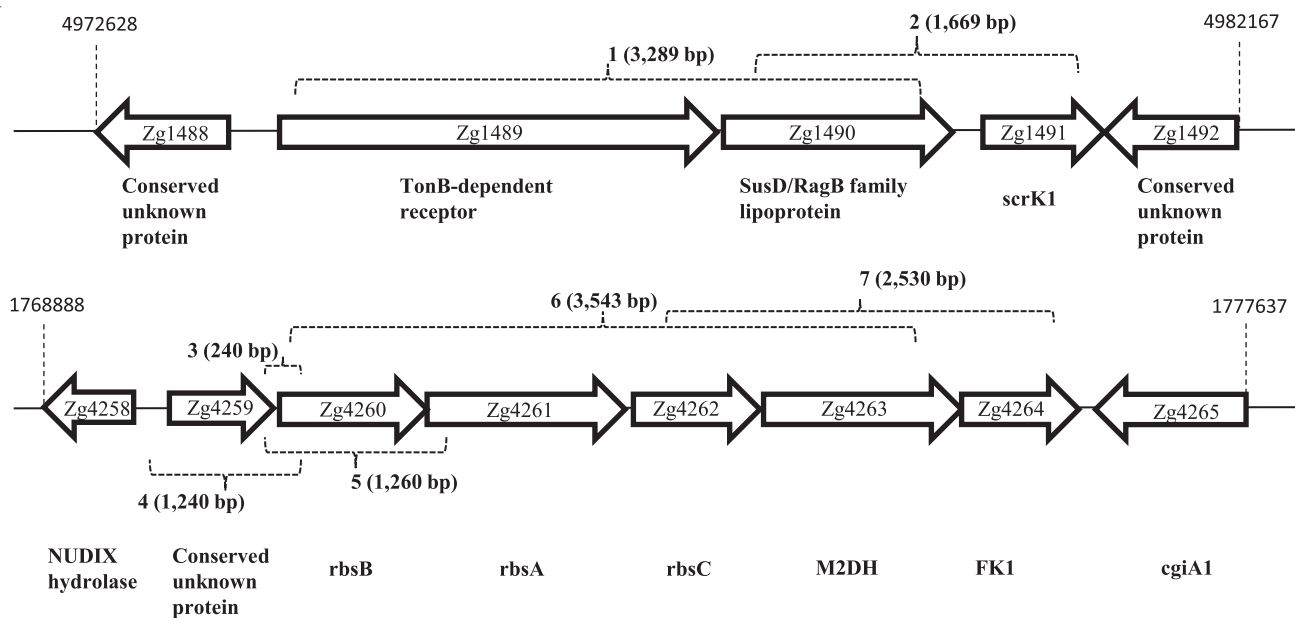 4972628
2 (1,669 bp)
4982167
1 (3,289 bp)
Zg1488
Zg1489
Zg1490
Zg1491
Zg1492
Conserved
unknown
protein
TonB-dependent
receptor
SusD/RagB family
lipoprotein
scrK1
Conserved
unknown
protein
1768888
6 (3,543 bp)
7 (2,530 bp)
1777637
3 (240 bp)
Zg4258
Zg4259
Zg4260
Zg4261
Zg4262
Zg4263
Zg4264
Zg4265
4 (1,240 bp)
5 (1,260 bp)
NUDIX
hydrolase
Conserved
unknown
protein
rbsB
rbsA
rbsC
M2DH
FK1
cgiA1